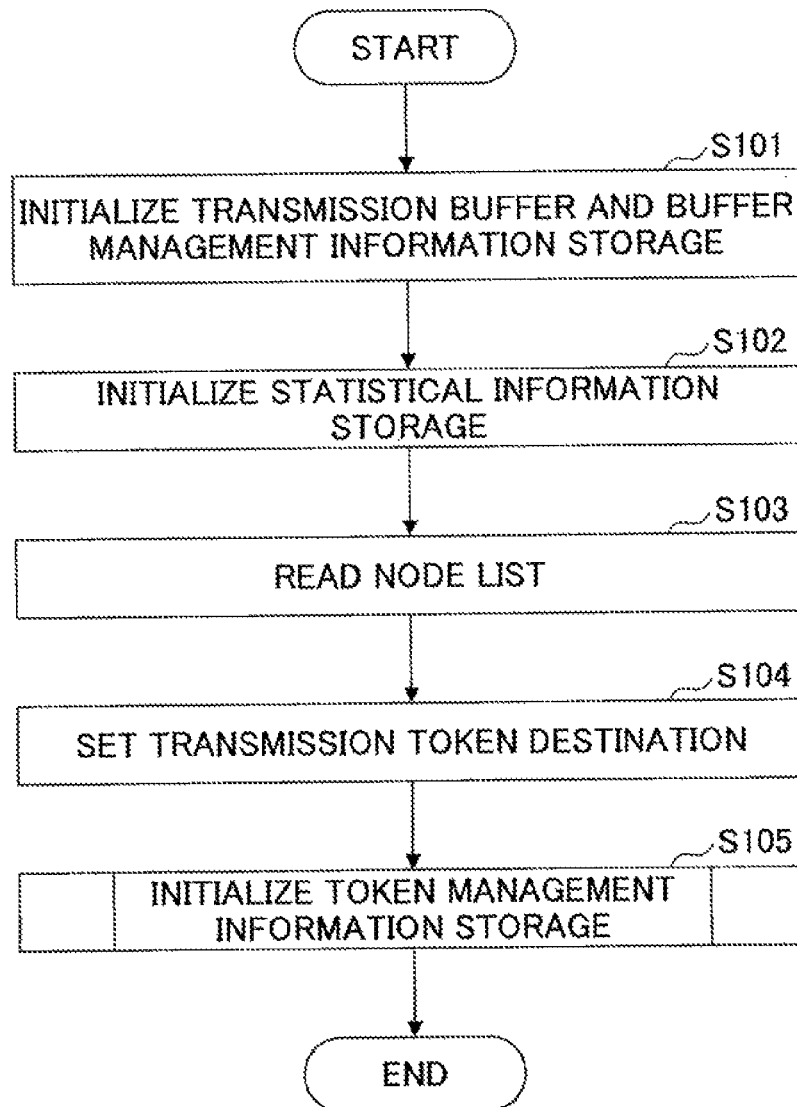 START
S101
INITIALIZE TRANSMISSION BUFFER AND BUFFER
MANAGEMENT INFORMATION STORAGE
S102
INITIALIZE STATISTICAL INFORMATION
STORAGE
S103
READ NODE LIST
S104
SET TRANSMISSION TOKEN DESTINATION
S105
INITIALIZE TOKEN MANAGEMENT
INFORMATION STORAGE
END